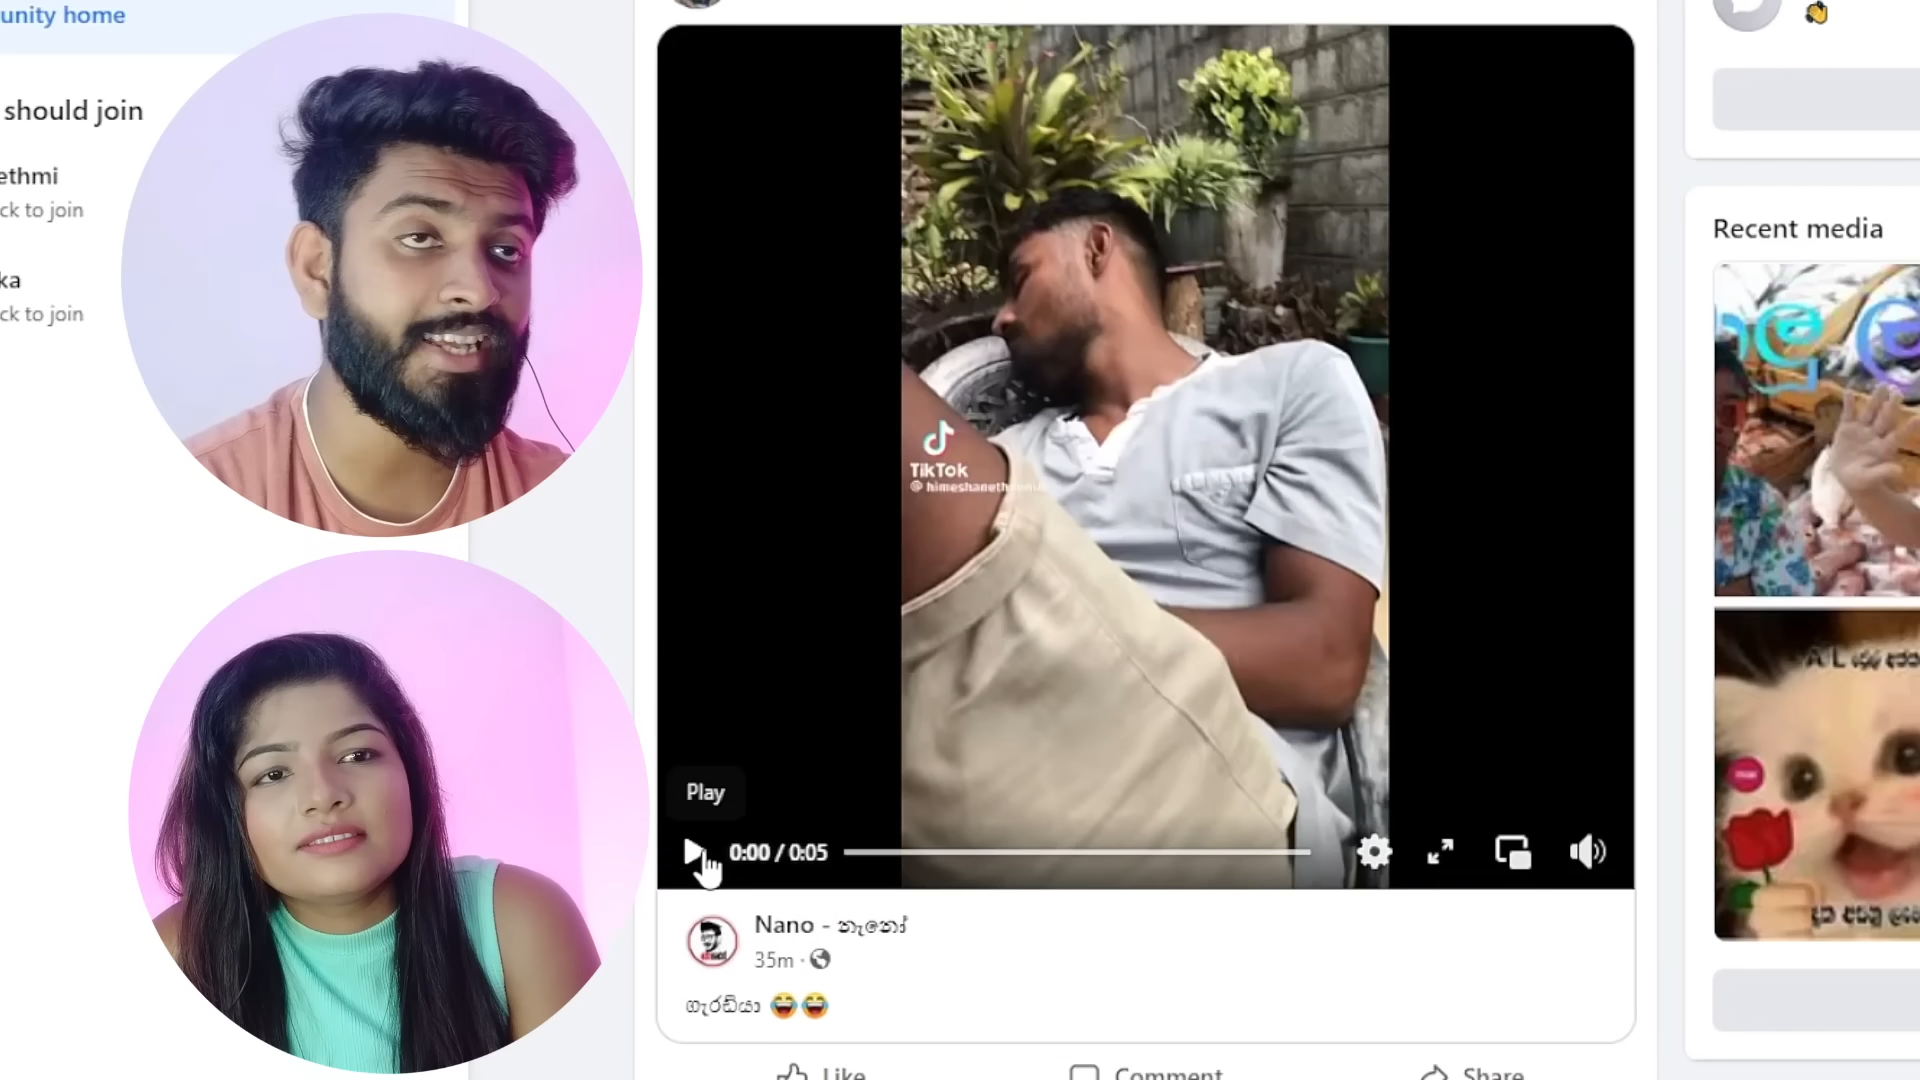 unity home
should join
ethmi
ck to join
ka
ck to join
TikTok
Play
0:00 / 0:05
Nano - නැනෝ
35m ·
ගැරඬියා 😂😂
Like
Comment
Share
Recent media